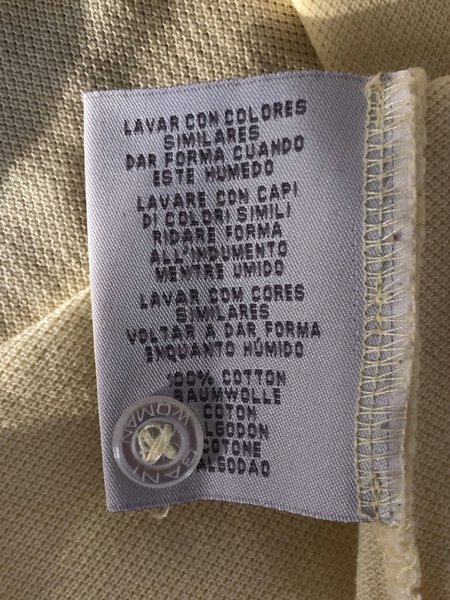 LAVAR CON COLORES
SIMILARES
DAR FORMA CUANDO
ESTE HUMEDO
LAVARE CON CAPI
DI COLORI SIMILI
RIDARE FORMA
ALL'INDUMENTO
MENTRE UMIDO
LAVAR COM CORES
SIMILARES
VOLTAR A DAR FORMA
ENQUANTO HÚMIDO
100% COTTON
BAUMWOLLE
COTON
ALGODON
COTONE
ALGODAO
GANT WOMAN